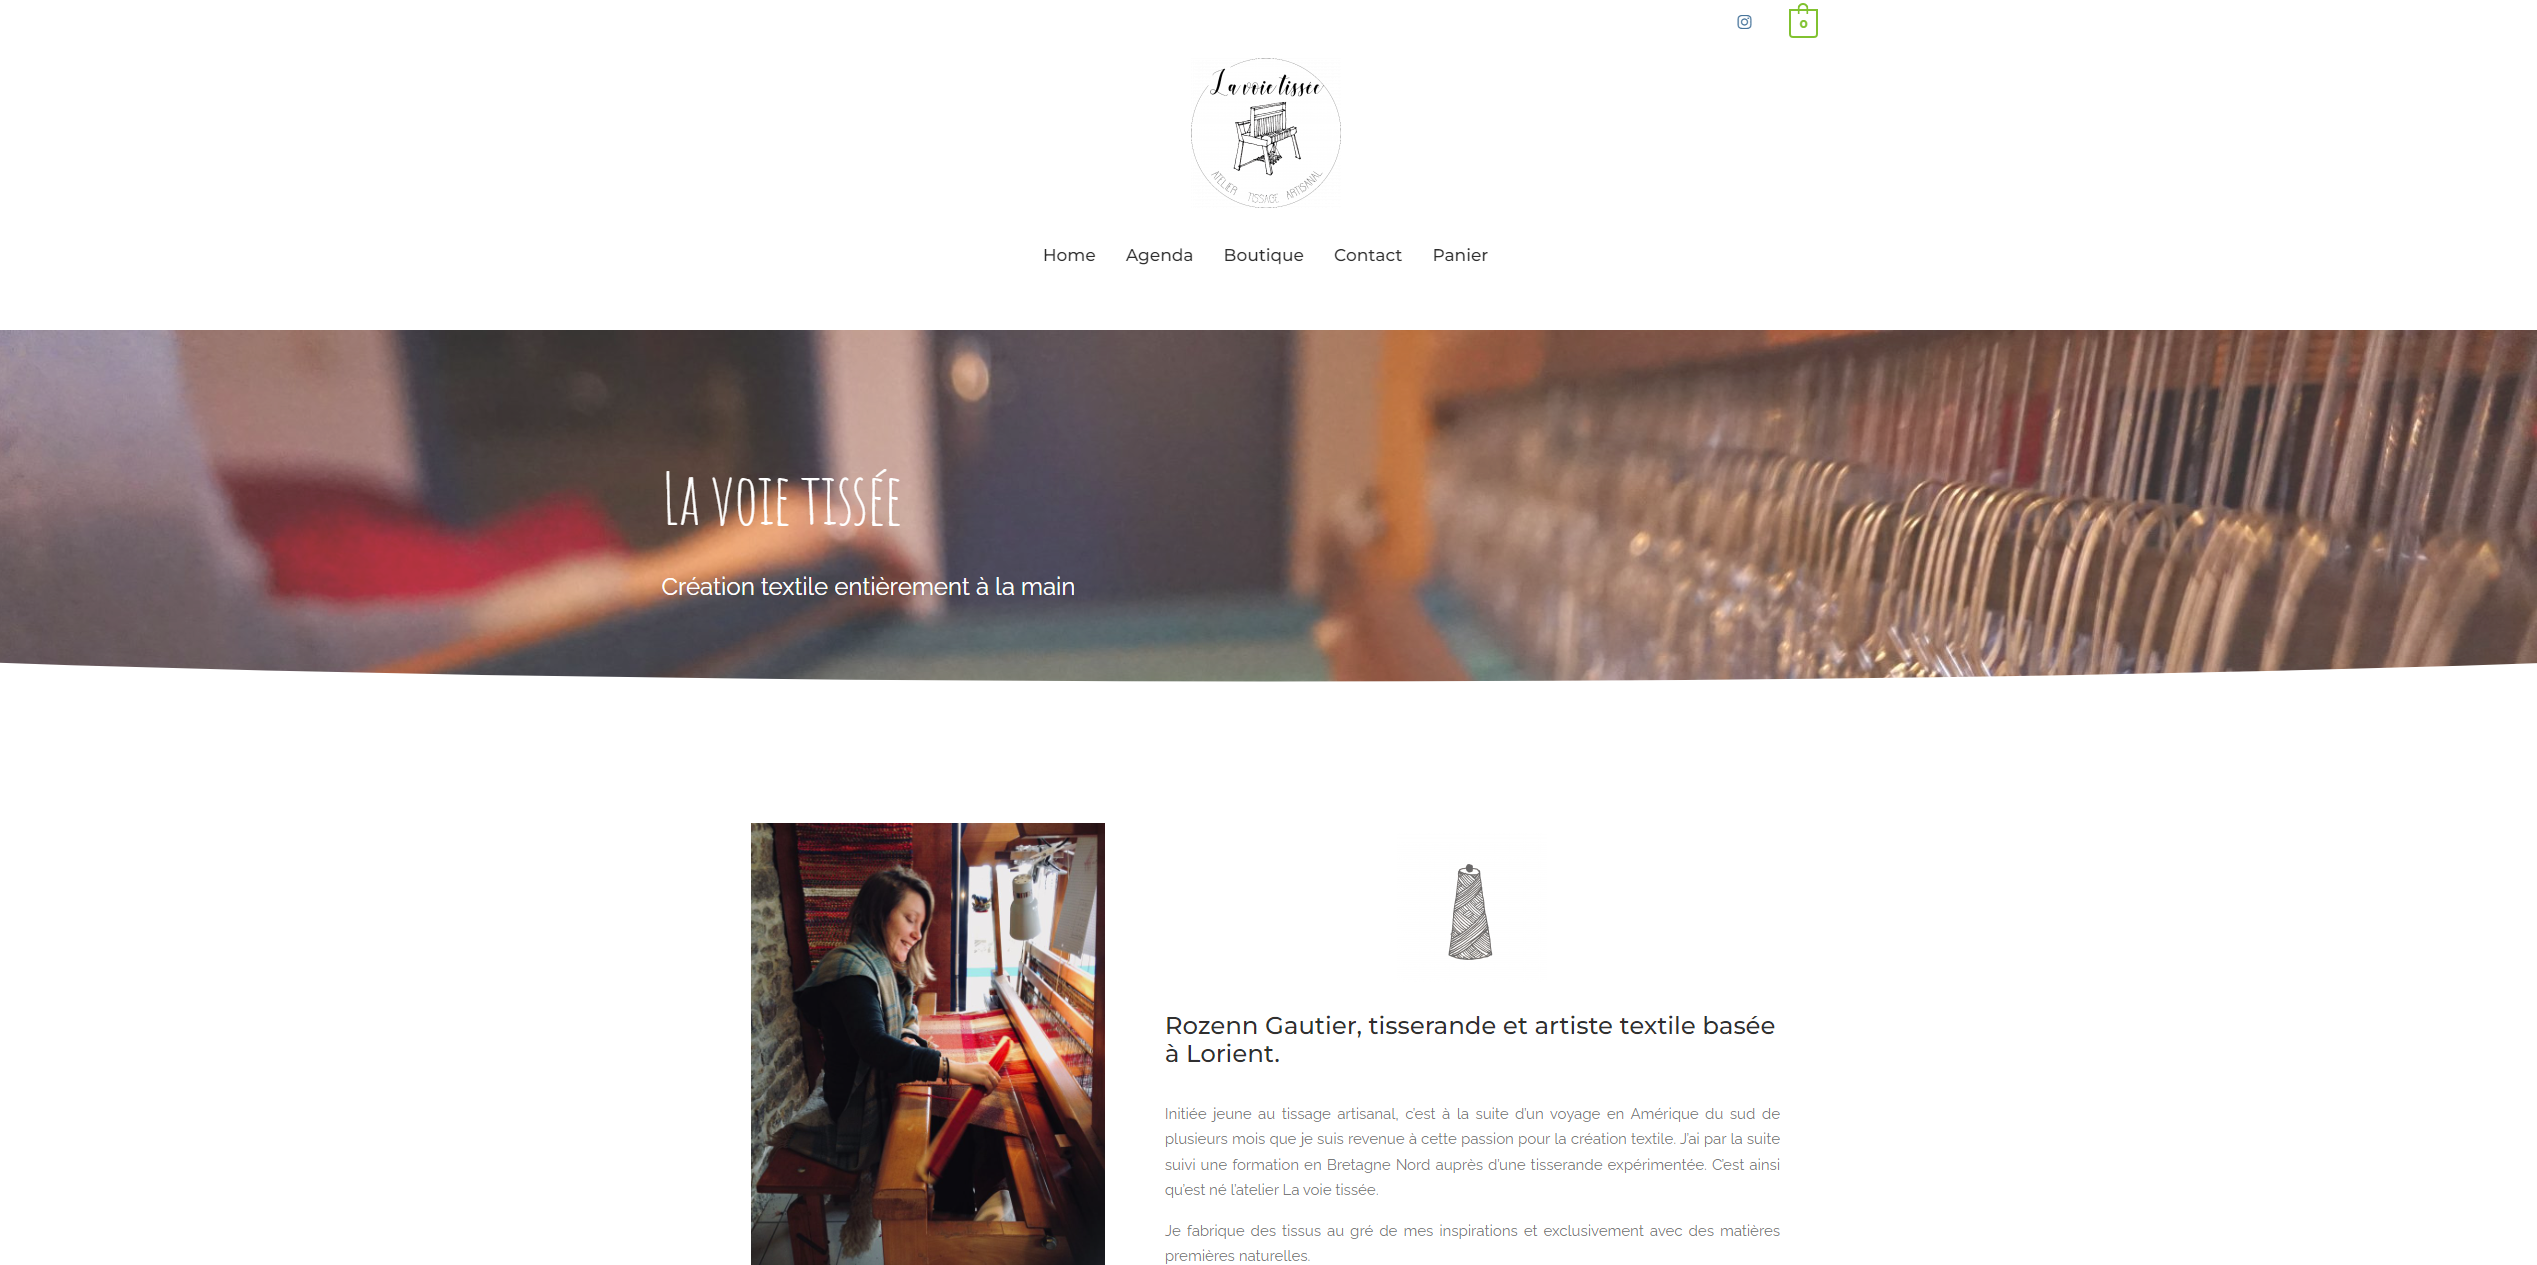 0
La voie tissée
ATELIER TISSAGE ARTISANAL
Home Agenda Boutique Contact Panier
LA VOIE TISSÉE
Création textile entièrement à la main
Rozenn Gautier, tisserande et artiste textile basée
à Lorient.
Initiée jeune au tissage artisanal, c’est à la suite d’un voyage en Amérique du sud de
plusieurs mois que je suis revenue à cette passion pour la création textile. J’ai par la suite
suivi une formation en Bretagne Nord auprès d’une tisserande expérimentée. C’est ainsi
qu’est né l’atelier La voie tissée.
Je fabrique des tissus au gré de mes inspirations et exclusivement avec des matières
premières naturelles.